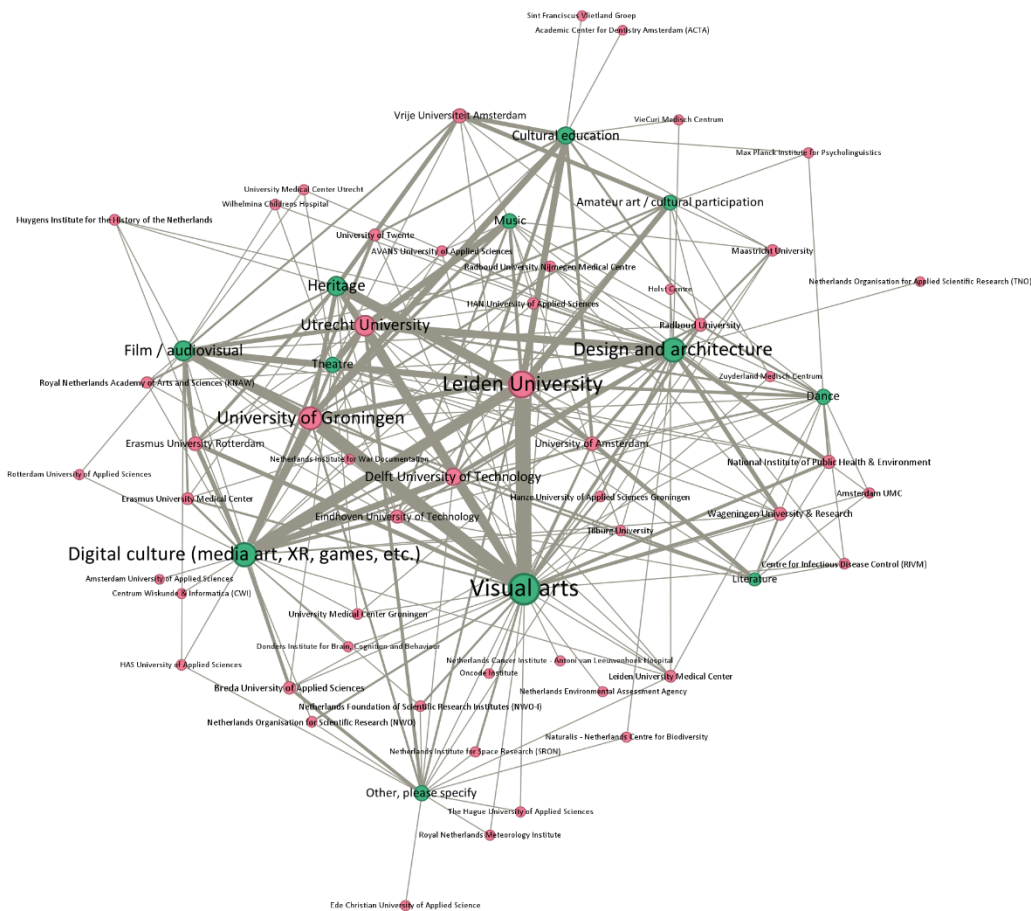 Sint Franciscus Vlietland Groep
Academic Center for Dentistry Amsterdam (ACTA)
Vrije Universiteit Amsterdam
VieCuri Medisch Centrum
Cultural education
Max Planck Institute for Psycholinguistics
University Medical Center Utrecht
Wilhelmina Childrens Hospital
Amateur art / cultural participation
Huygens Institute for the History of the Netherlands
Music
University of Twente
AVANS University of Applied Sciences
Maastricht University
Radboud University Nijmegen Medical Centre
Netherlands Organisation for Applied Scientific Research (TNO)
Heritage
Holst Centre
HAN University of Applied Sciences
Utrecht University
Radboud University
Film / audiovisual
Design and architecture
Theatre
Royal Netherlands Academy of Arts and Sciences (KNAW)
Leiden University
Zuyderland Medisch Centrum
Dance
University of Groningen
Erasmus University Rotterdam
University of Amsterdam
Netherlands Institute for War Documentation
National Institute of Public Health & Environment
Rotterdam University of Applied Sciences
Delft University of Technology
Erasmus University Medical Center
Hanze University of Applied Sciences Groningen
Amsterdam UMC
Eindhoven University of Technology
Wageningen University & Research
Tilburg University
Digital culture (media art, XR, games, etc.)
Centre for Infectious Disease Control (RIVM)
Amsterdam University of Applied Sciences
Literature
Visual arts
Centrum Wiskunde & Informatica (CWI)
University Medical Center Groningen
Donders Institute for Brain, Cognition and Behaviour
HAS University of Applied Sciences
Netherlands Cancer Institute - Antoni van Leeuwenhoek Hospital
Oncode Institute
Leiden University Medical Center
Breda University of Applied Sciences
Netherlands Environmental Assessment Agency
Netherlands Foundation of Scientific Research Institutes (NWO-I)
Netherlands Organisation for Scientific Research (NWO)
Naturalis - Netherlands Centre for Biodiversity
Netherlands Institute for Space Research (SRON)
Other, please specify
The Hague University of Applied Sciences
Royal Netherlands Meteorology Institute
Ede Christian University of Applied Science